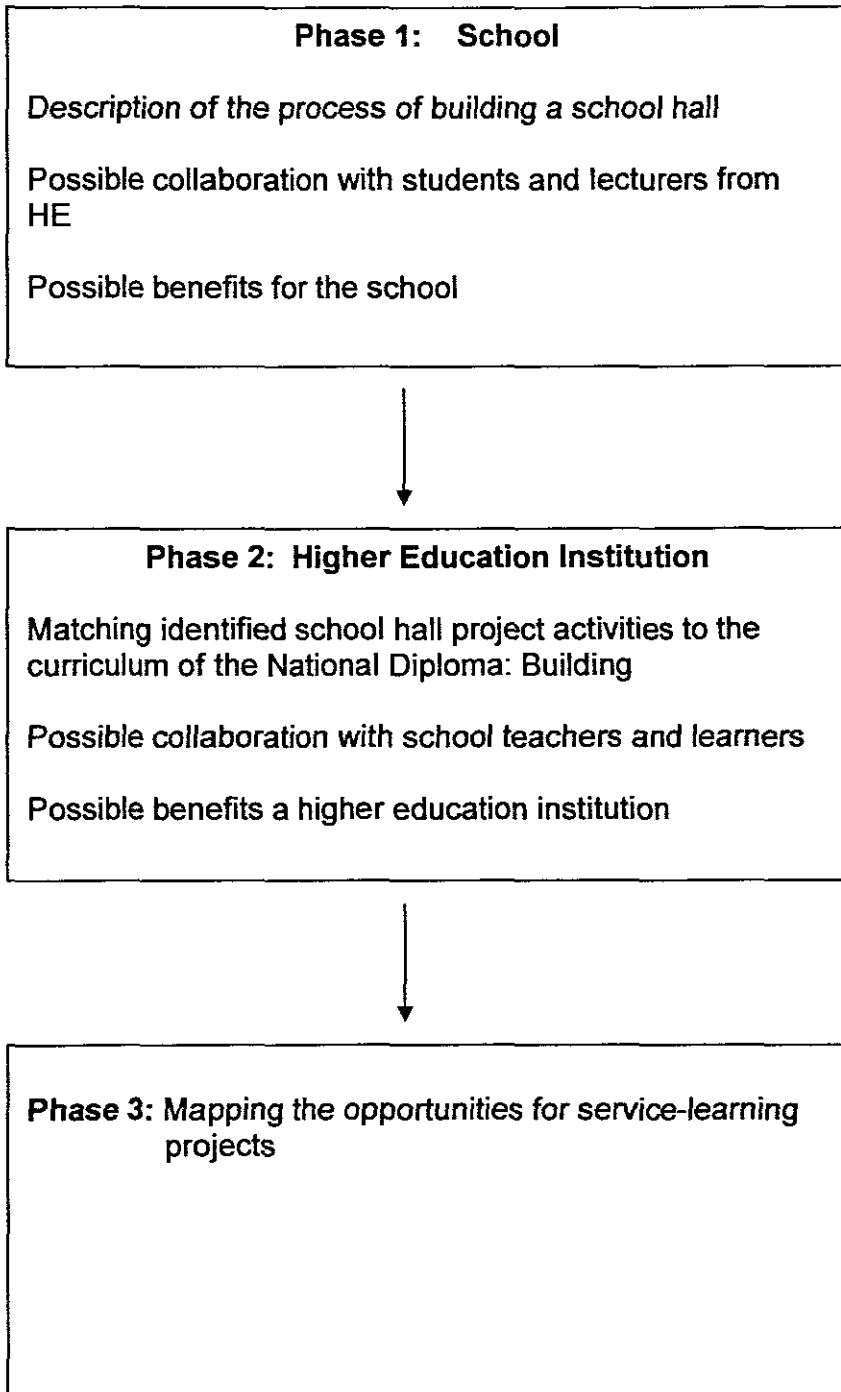 Phase 1: School
Description of the process of building a school hall
Possible collaboration with students and lecturers from
HE
Possible benefits for the school
Phase 2: Higher Education Institution
Matching identified school hall project activities to the
curriculum of the National Diploma: Building
Possible collaboration with school teachers and learners
Possible benefits a higher education institution
Phase 3: Mapping the opportunities for service-learning
projects